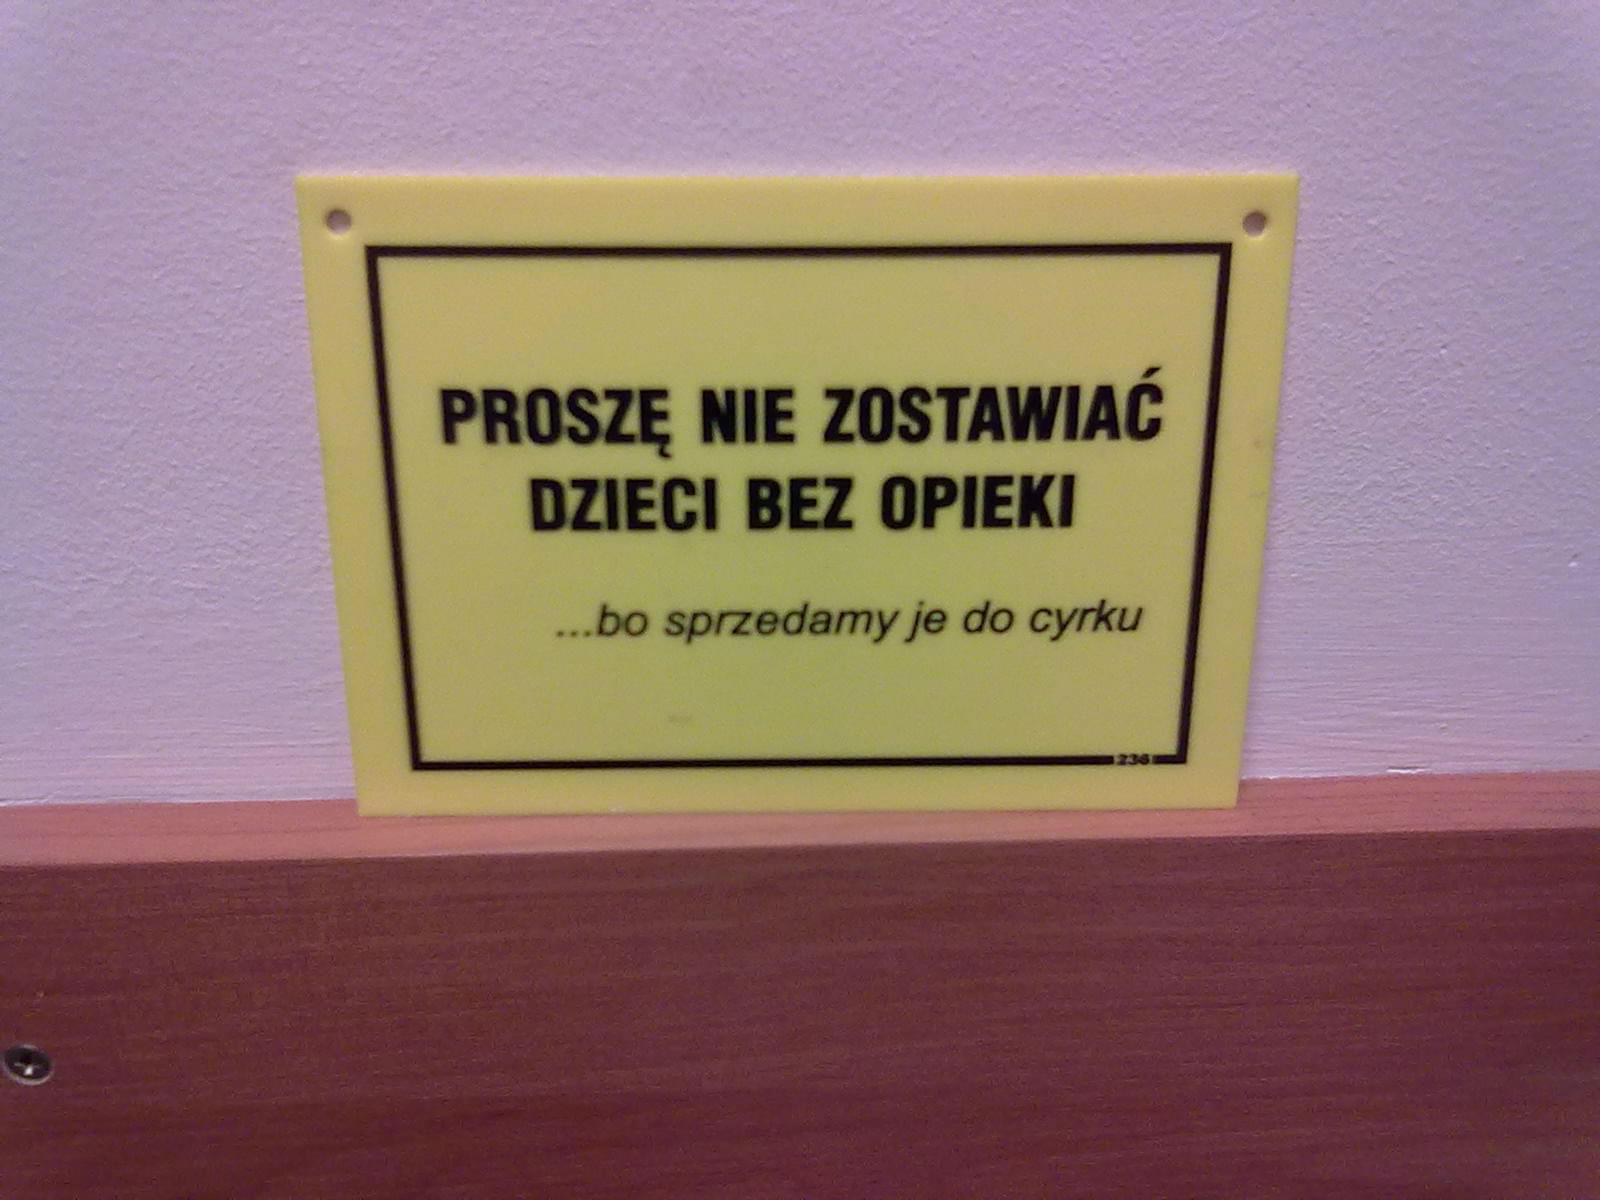 PROSZĘ NIE ZOSTAWIAĆ
DZIECI BEZ OPIEKI
...bo sprzedamy je do cyrku